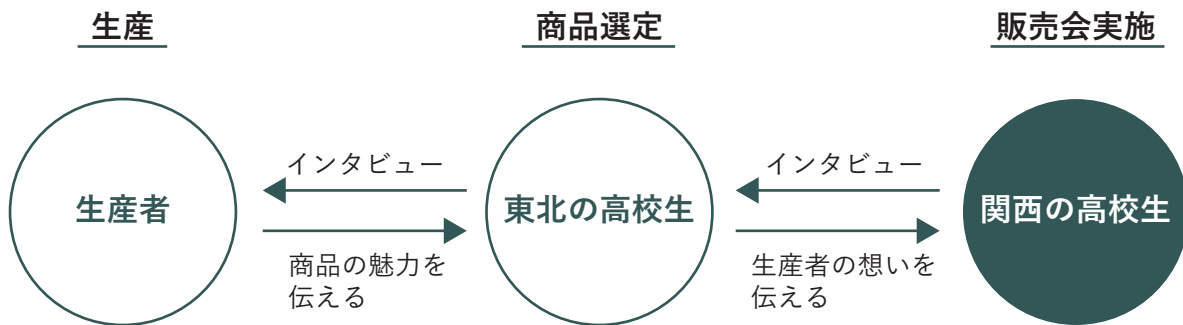 生産
商品選定
販売会実施
生産者
インタビュー
商品の魅力を
伝える
東北の高校生
インタビュー
生産者の想いを
伝える
関西の高校生